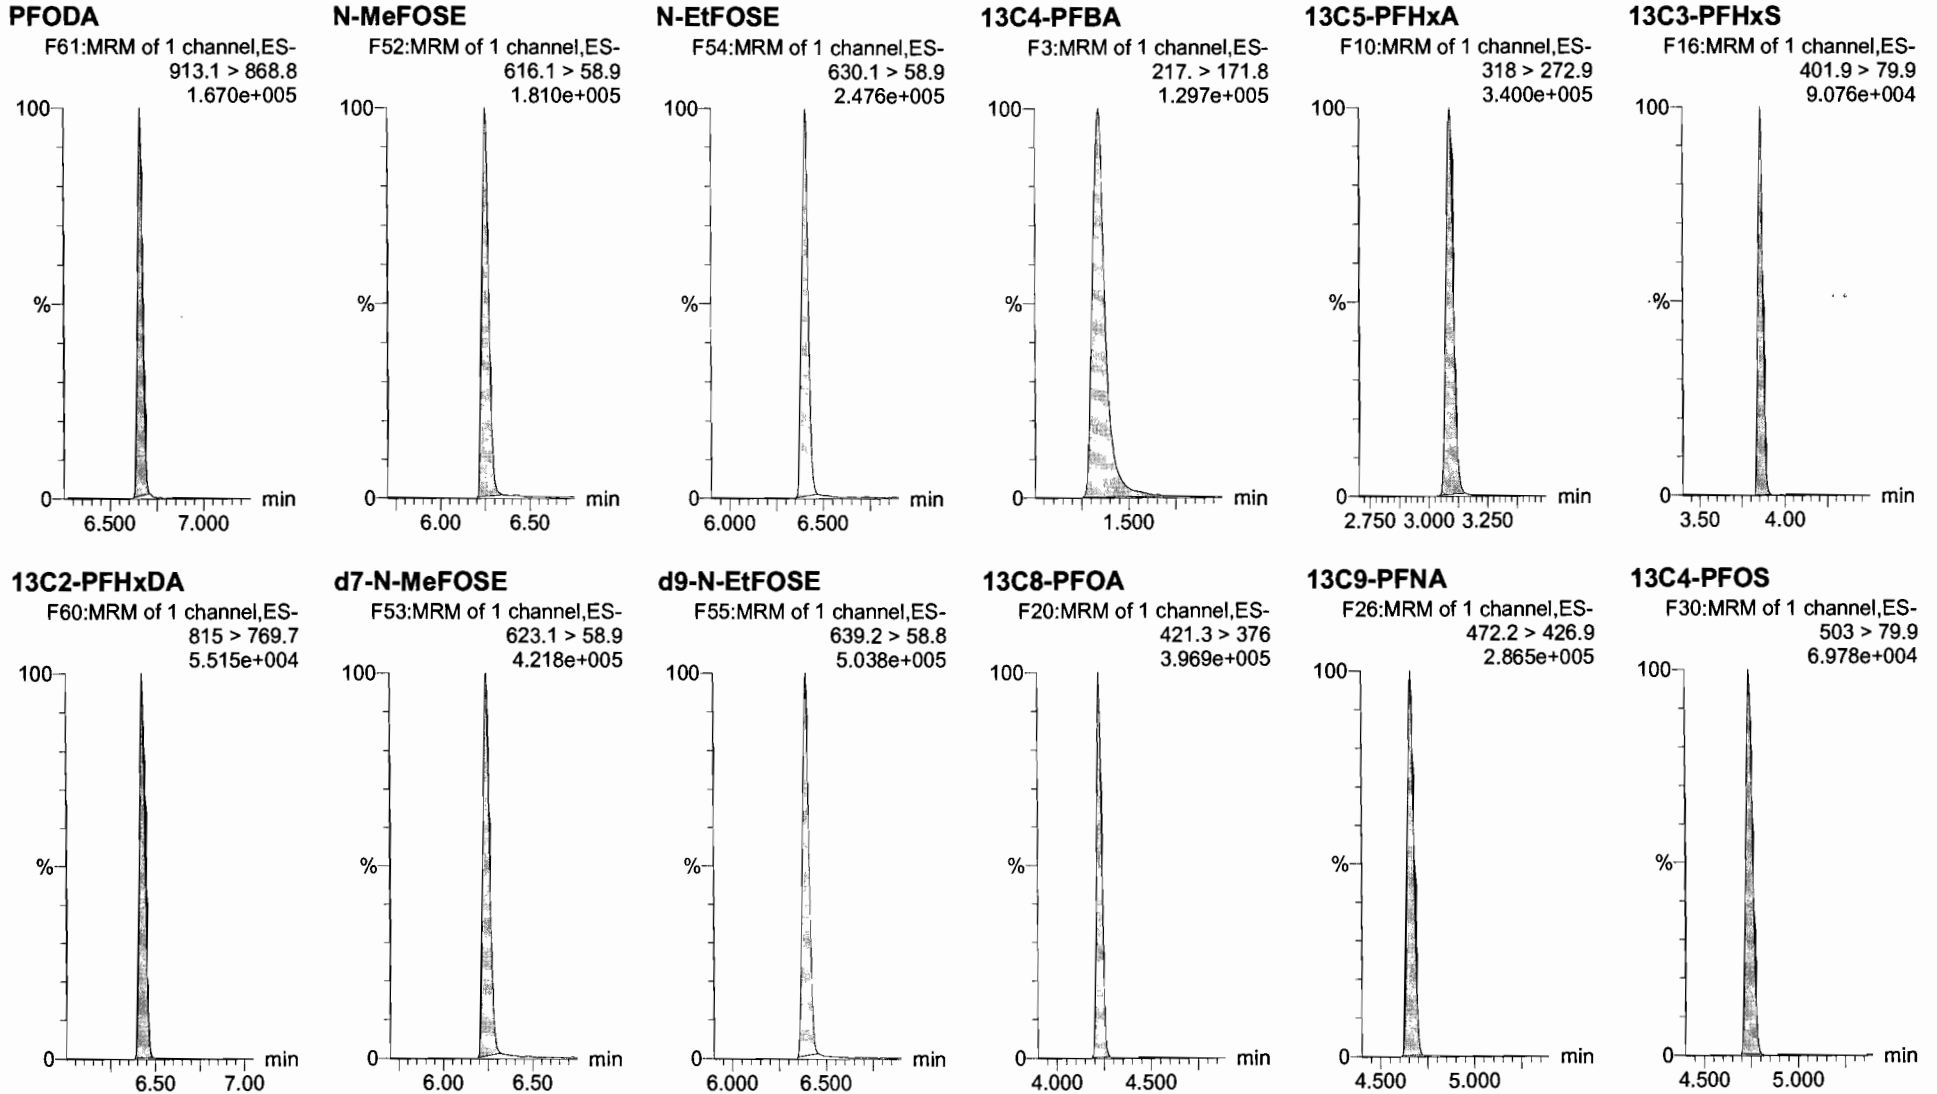 PFODA
F61:MRM of 1 channel,ES-
913.1 > 868.8
1.670e+005
100
%
0
min
6.500 7.000
N-MeFOSE
F52:MRM of 1 channel,ES-
616.1 > 58.9
1.810e+005
100
%
0
min
6.00 6.50
N-EtFOSE
F54:MRM of 1 channel,ES-
630.1 > 58.9
2.476e+005
100
%
0
min
6.000 6.500
13C4-PFBA
F3:MRM of 1 channel,ES-
217. > 171.8
1.297e+005
100
%
0
min
1.500
13C5-PFHxA
F10:MRM of 1 channel,ES-
318 > 272.9
3.400e+005
100
%
0
min
2.750 3.000 3.250
13C3-PFHxS
F16:MRM of 1 channel,ES-
401.9 > 79.9
9.076e+004
100
%
0
min
3.50 4.00
13C2-PFHxDA
F60:MRM of 1 channel,ES-
815 > 769.7
5.515e+004
100
%
0
min
6.50 7.00
d7-N-MeFOSE
F53:MRM of 1 channel,ES-
623.1 > 58.9
4.218e+005
100
%
0
min
6.00 6.50
d9-N-EtFOSE
F55:MRM of 1 channel,ES-
639.2 > 58.8
5.038e+005
100
%
0
min
6.000 6.500
13C8-PFOA
F20:MRM of 1 channel,ES-
421.3 > 376
3.969e+005
100
%
0
min
4.000 4.500
13C9-PFNA
F26:MRM of 1 channel,ES-
472.2 > 426.9
2.865e+005
100
%
0
min
4.500 5.000
13C4-PFOS
F30:MRM of 1 channel,ES-
503 > 79.9
6.978e+004
100
%
0
min
4.500 5.000